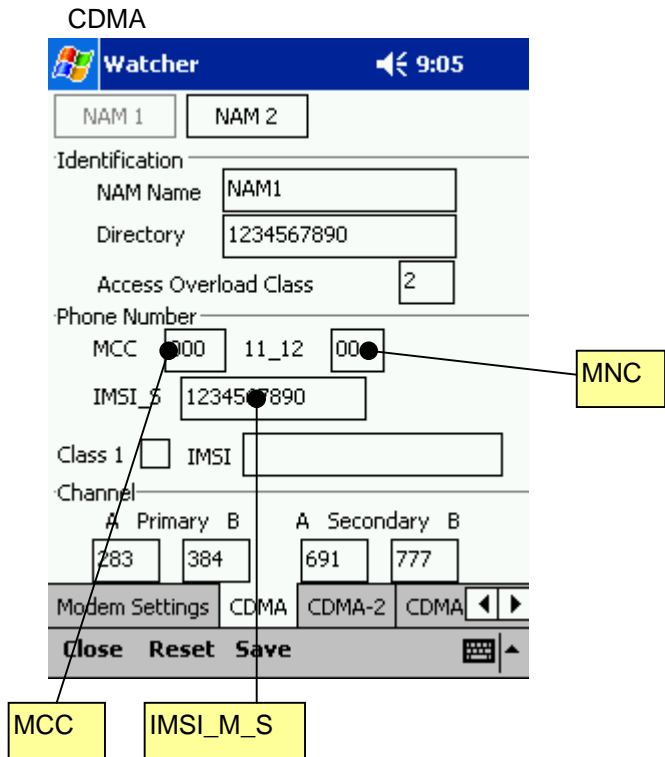 CDMA
Watcher 9:05
NAM 1 NAM 2
Identification
NAM Name NAM1
Directory 1234567890
Access Overload Class 2
Phone Number
MCC 000 11_12 00
MNC
IMSI_S 1234567890
Class 1 IMSI
Channel
A Primary B A Secondary B
283 384 691 777
Modem Settings CDMA CDMA-2 CDMA
Close Reset Save
MCC IMSI_M_S